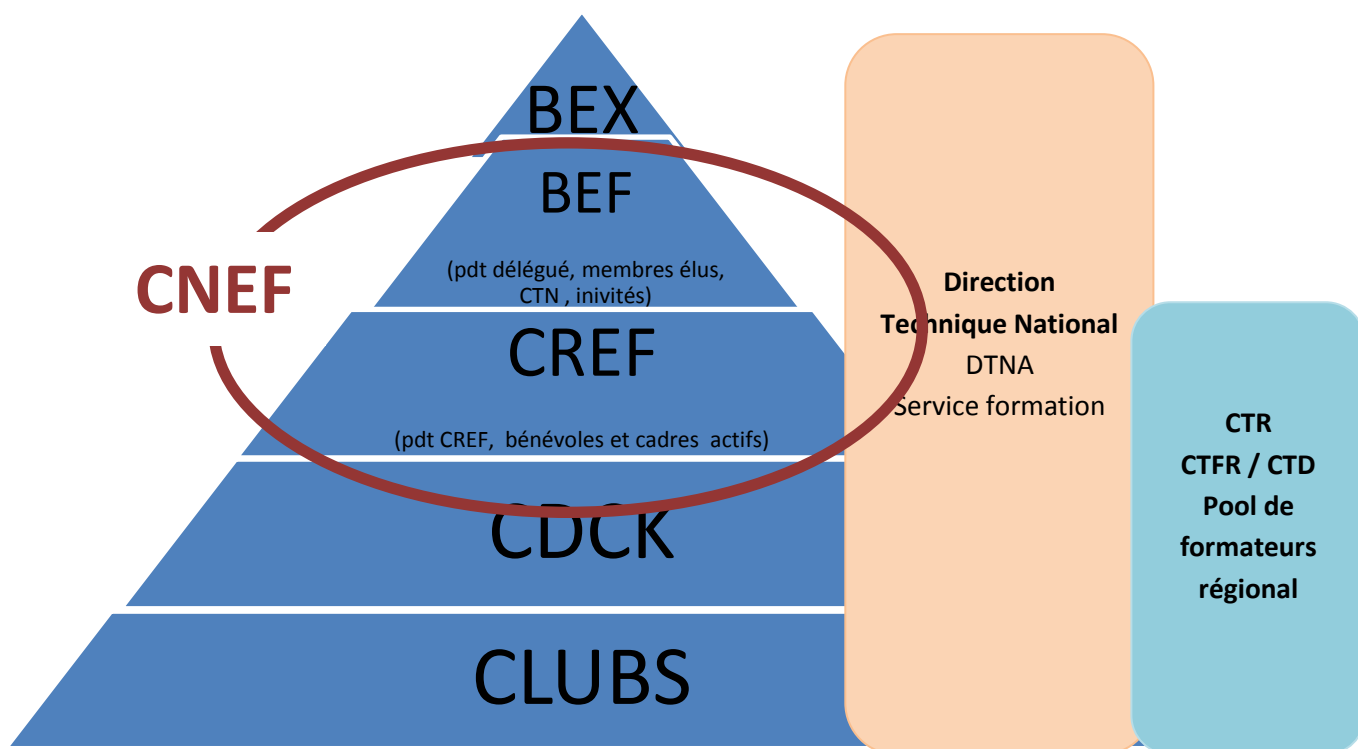 BEX
BEF
(pdt délégué, membres élus,
CTN , inivités)
CNEF
CREF
(pdt CREF, bénévoles et cadres actifs)
CDCK
CLUBS
Direction
Technique National
DTNA
Service formation
CTR
CTFR / CTD
Pool de
formateurs
régional